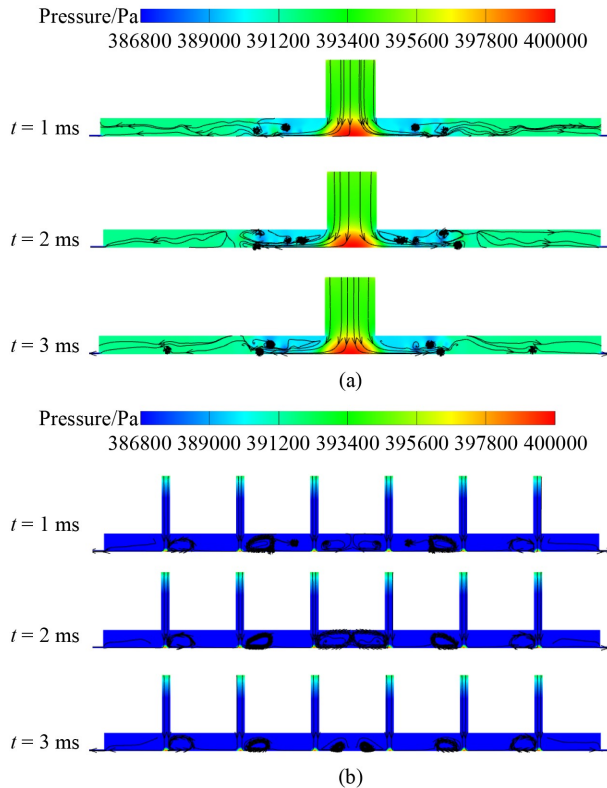 Pressure/Pa
386800 389000 391200 393400 395600 397800 400000
t = 1 ms
t = 2 ms
t = 3 ms
(a)
Pressure/Pa
386800 389000 391200 393400 395600 397800 400000
t = 1 ms
t = 2 ms
t = 3 ms
(b)